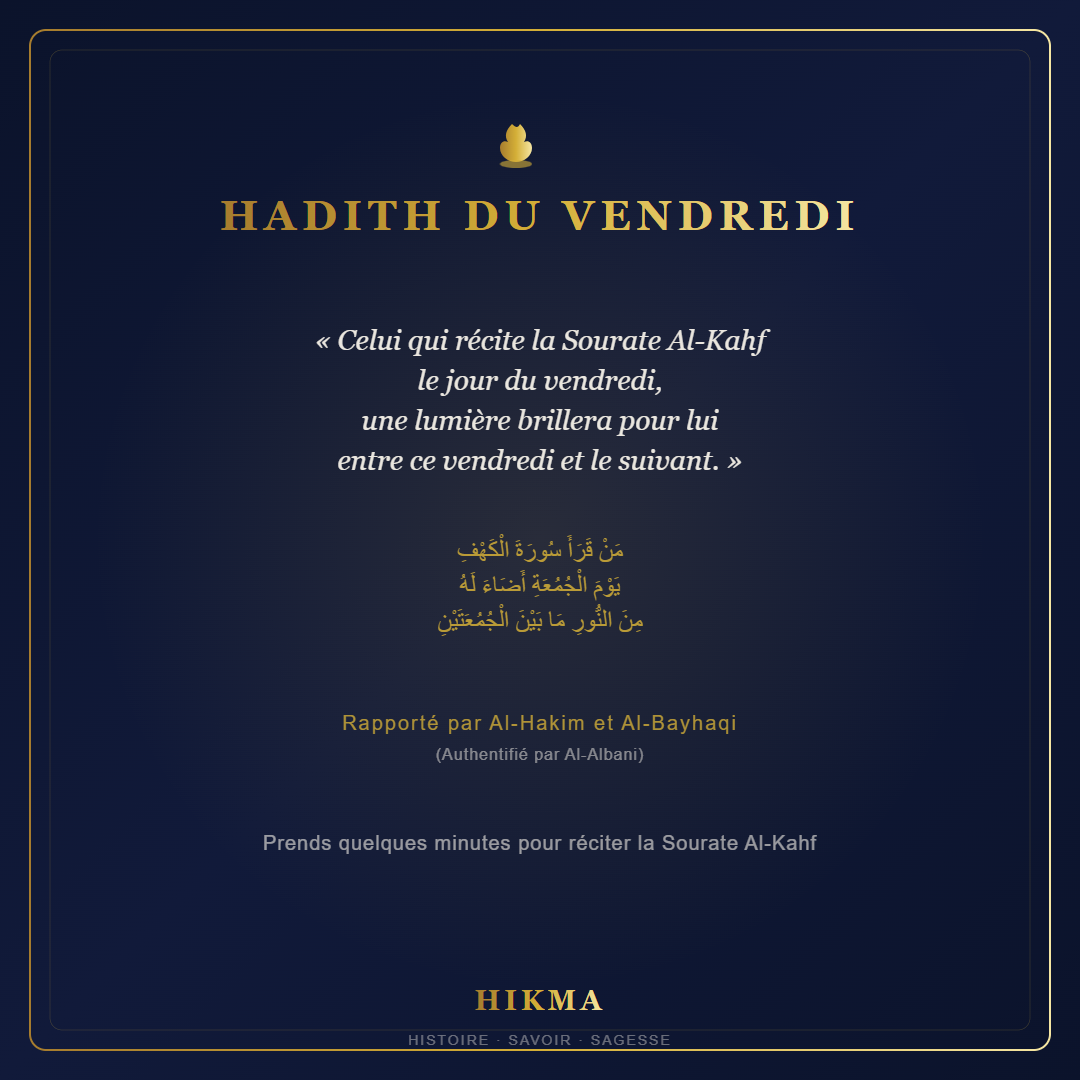 HADITH DU VENDREDI
« Celui qui récite la Sourate Al-Kahf
le jour du vendredi,
une lumière brillera pour lui
entre ce vendredi et le suivant. »
مَنْ قَرَأَ سُورَةَ الْكَهْفِ
يَوْمَ الْجُمُعَةِ أَضَاءَ لَهُ
مِنَ النُّورِ مَا بَيْنَ الْجُمُعَتَيْنِ
Rapporté par Al-Hakim et Al-Bayhaqi
(Authentifié par Al-Albani)
Prends quelques minutes pour réciter la Sourate Al-Kahf
HIKMA
HISTOIRE · SAVOIR · SAGESSE